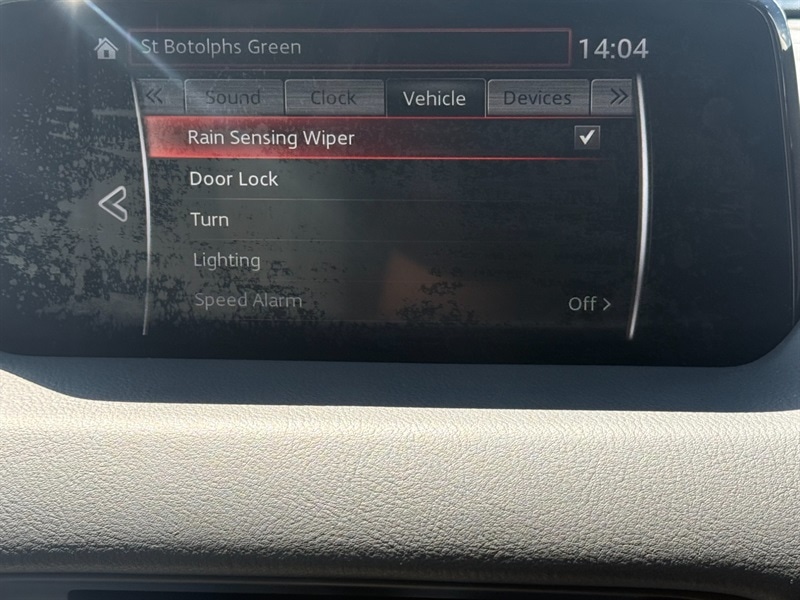 St Botolphs Green 14:04
Sound Clock Vehicle Devices
Rain Sensing Wiper
Door Lock
Turn
Lighting
Speed Alarm Off >